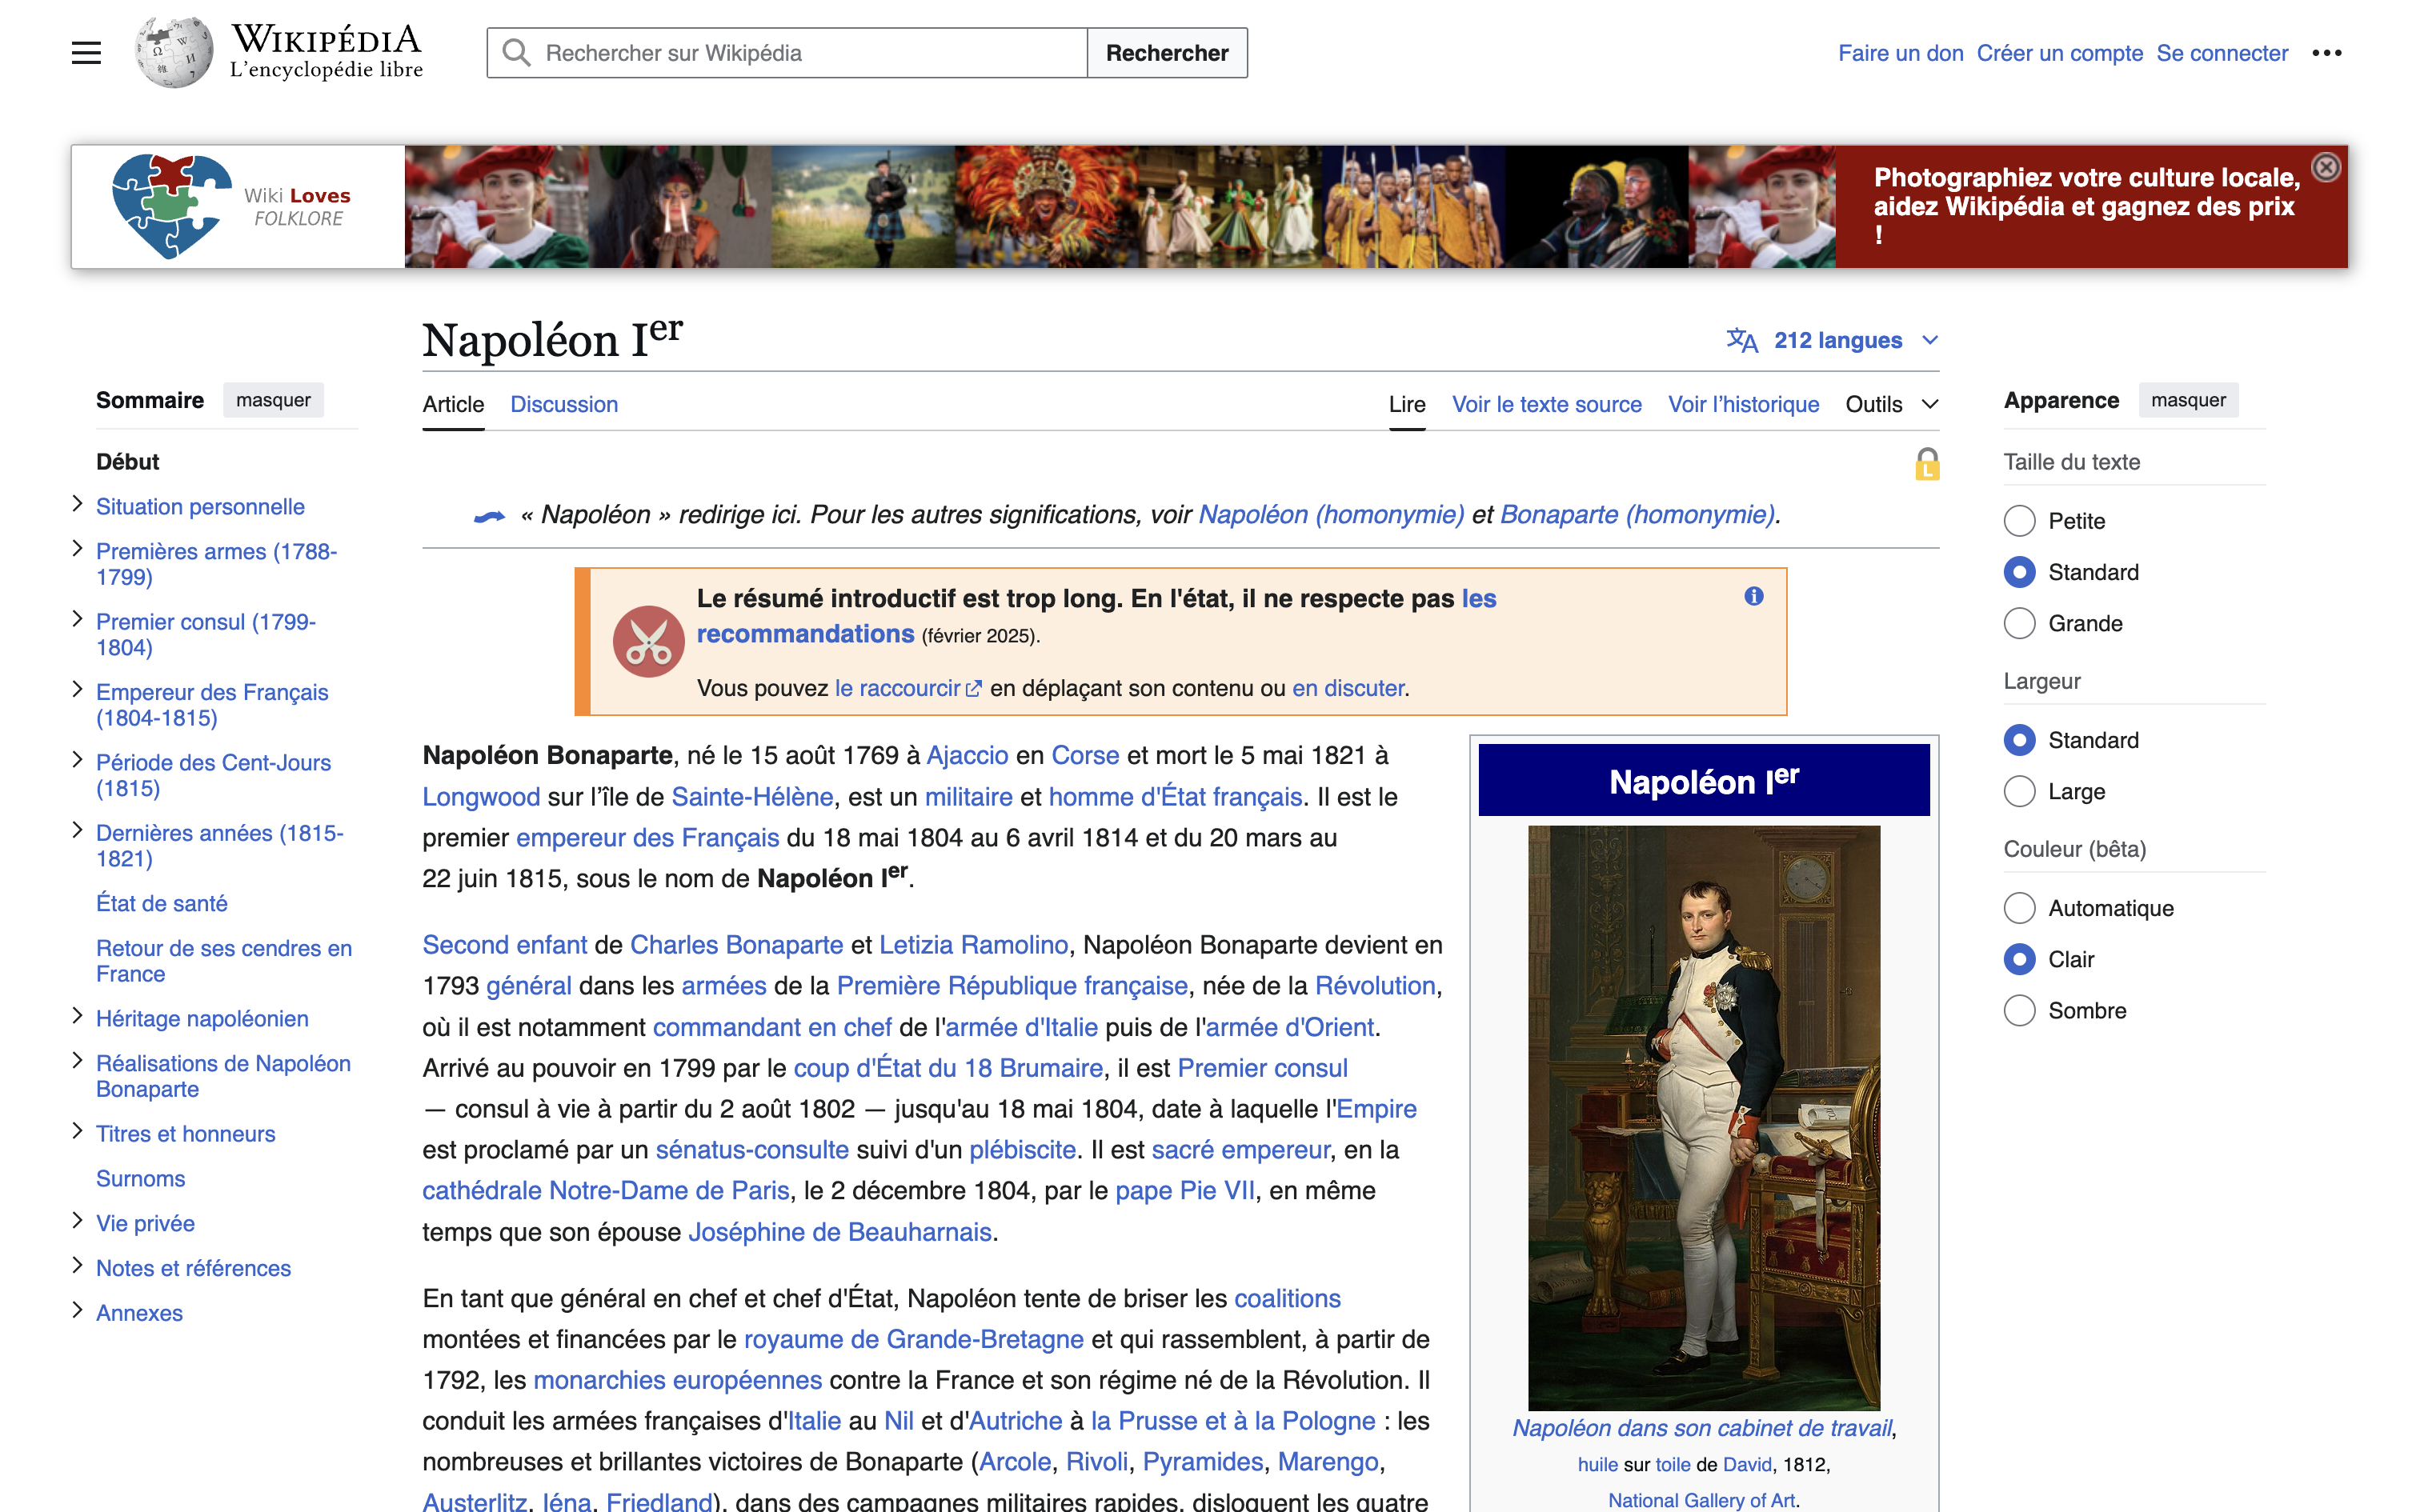 WIKIPÉDIA
L'encyclopédie libre
Rechercher sur Wikipédia
Rechercher
Faire un don Créer un compte Se connecter
Wiki Loves
FOLKLORE
Photographiez votre culture locale,
aidez Wikipédia et gagnez des prix
!
Napoléon Ier
212 langues
Article Discussion
Lire Voir le texte source Voir l'historique Outils
Sommaire masquer
Début
Situation personnelle
Premières armes (1788-
1799)
Premier consul (1799-
1804)
Empereur des Français
(1804-1815)
Période des Cent-Jours
(1815)
Dernières années (1815-
1821)
État de santé
Retour de ses cendres en
France
Héritage napoléonien
Réalisations de Napoléon
Bonaparte
Titres et honneurs
Surnoms
Vie privée
Notes et références
Annexes
L
« Napoléon » redirige ici. Pour les autres significations, voir Napoléon (homonymie) et Bonaparte (homonymie).
Le résumé introductif est trop long. En l'état, il ne respecte pas les
recommandations (février 2025).
Vous pouvez le raccourcir en déplaçant son contenu ou en discuter.
Napoléon Bonaparte, né le 15 août 1769 à Ajaccio en Corse et mort le 5 mai 1821 à
Longwood sur l'île de Sainte-Hélène, est un militaire et homme d'État français. Il est le
premier empereur des Français du 18 mai 1804 au 6 avril 1814 et du 20 mars au
22 juin 1815, sous le nom de Napoléon Ier.
Second enfant de Charles Bonaparte et Letizia Ramolino, Napoléon Bonaparte devient en
1793 général dans les armées de la Première République française, née de la Révolution,
où il est notamment commandant en chef de l'armée d'Italie puis de l'armée d'Orient.
Arrivé au pouvoir en 1799 par le coup d'État du 18 Brumaire, il est Premier consul
— consul à vie à partir du 2 août 1802 — jusqu'au 18 mai 1804, date à laquelle l'Empire
est proclamé par un sénatus-consulte suivi d'un plébiscite. Il est sacré empereur, en la
cathédrale Notre-Dame de Paris, le 2 décembre 1804, par le pape Pie VII, en même
temps que son épouse Joséphine de Beauharnais.
En tant que général en chef et chef d'État, Napoléon tente de briser les coalitions
montées et financées par le royaume de Grande-Bretagne et qui rassemblent, à partir de
1792, les monarchies européennes contre la France et son régime né de la Révolution. Il
conduit les armées françaises d'Italie au Nil et d'Autriche à la Prusse et à la Pologne : les
nombreuses et brillantes victoires de Bonaparte (Arcole, Rivoli, Pyramides, Marengo,
Austerlitz, Iéna, Friedland), dans des campagnes militaires rapides, disloquent les quatre
Napoléon Ier
Napoléon dans son cabinet de travail,
huile sur toile de David, 1812,
National Gallery of Art.
Apparence masquer
Taille du texte
Petite
Standard
Grande
Largeur
Standard
Large
Couleur (bêta)
Automatique
Clair
Sombre